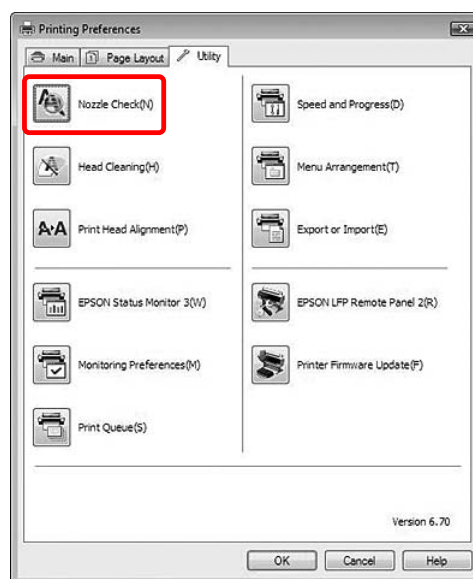 Printing Preferences
Main
Page Layout
Utility
Nozzle Check(N)
Speed and Progress(D)
Head Cleaning(H)
Menu Arrangement(T)
A·A
Print Head Alignment(P)
Export or Import(E)
EPSON Status Monitor 3(W)
EPSON LFP Remote Panel 2(R)
Monitoring Preferences(M)
Printer Firmware Update(F)
Print Queue(S)
Version 6.70
OK
Cancel
Help